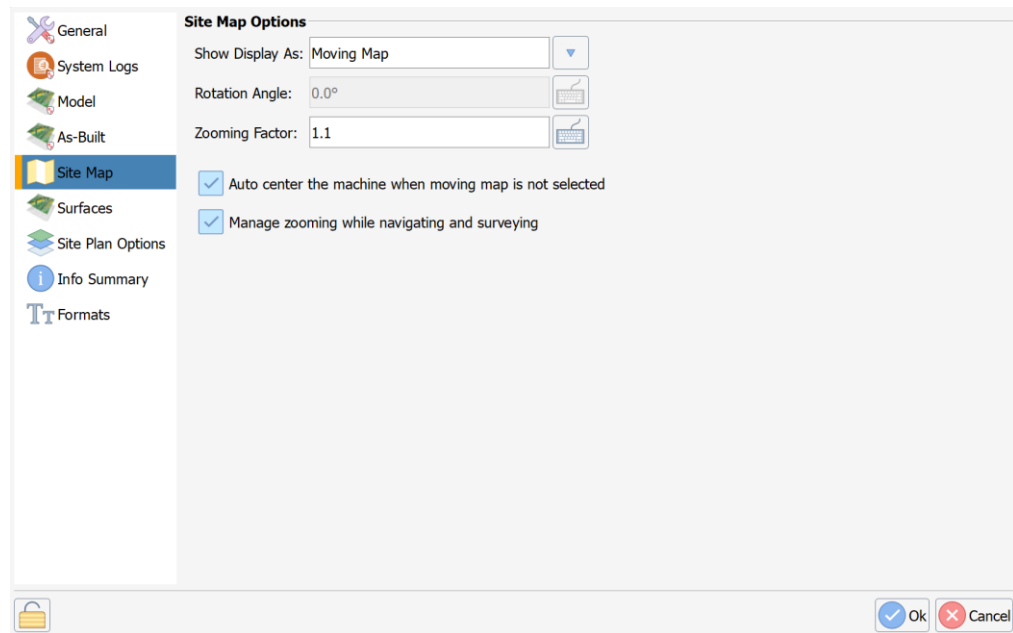 General
System Logs
Model
As-Built
Site Map
Surfaces
Site Plan Options
Info Summary
Formats
Site Map Options
Show Display As: Moving Map
Rotation Angle: 0.0°
Zooming Factor: 1.1
Auto center the machine when moving map is not selected
Manage zooming while navigating and surveying
Ok Cancel